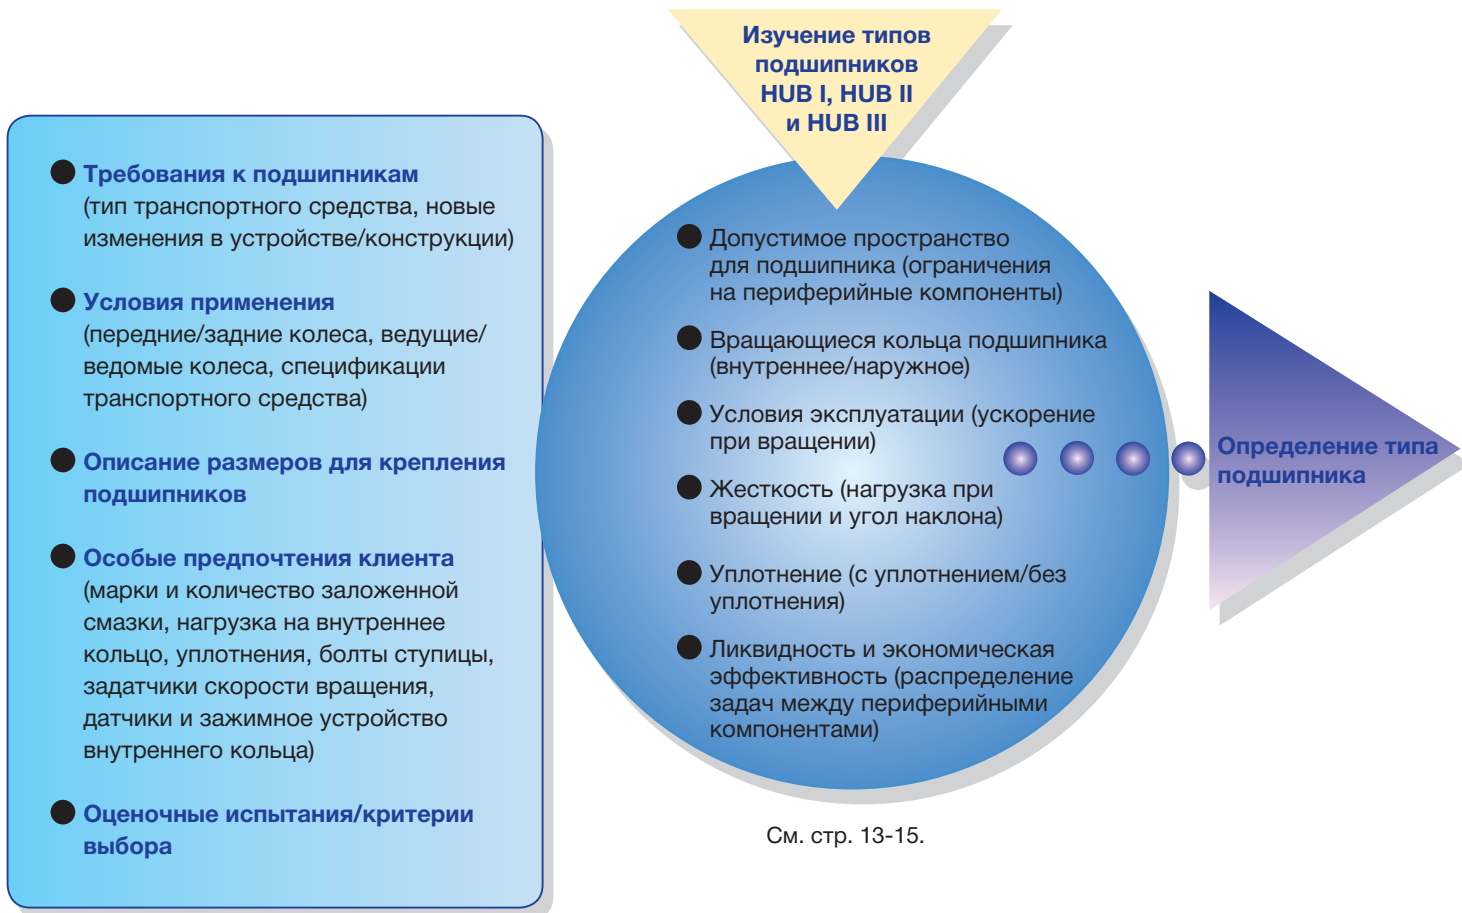 Изучение типов
подшипников
HUB I, HUB II
и HUB III
● Требования к подшипникам
(тип транспортного средства, новые
изменения в устройстве/конструкции)
● Условия применения
(передние/задние колеса, ведущие/
ведомые колеса, спецификации
транспортного средства)
● Описание размеров для крепления
подшипников
● Особые предпочтения клиента
(марки и количество заложенной
смазки, нагрузка на внутреннее
кольцо, уплотнения, болты ступицы,
задатчики скорости вращения,
датчики и зажимное устройство
внутреннего кольца)
● Оценочные испытания/критерии
выбора
● Допустимое пространство
для подшипника (ограничения
на периферийные компоненты)
● Вращающиеся кольца подшипника
(внутреннее/наружное)
● Условия эксплуатации (ускорение
при вращении)
● Жесткость (нагрузка при
вращении и угол наклона)
● Уплотнение (с уплотнением/без
уплотнения)
● Ликвидность и экономическая
эффективность (распределение
задач между периферийными
компонентами)
Определение типа
подшипника
См. стр. 13-15.